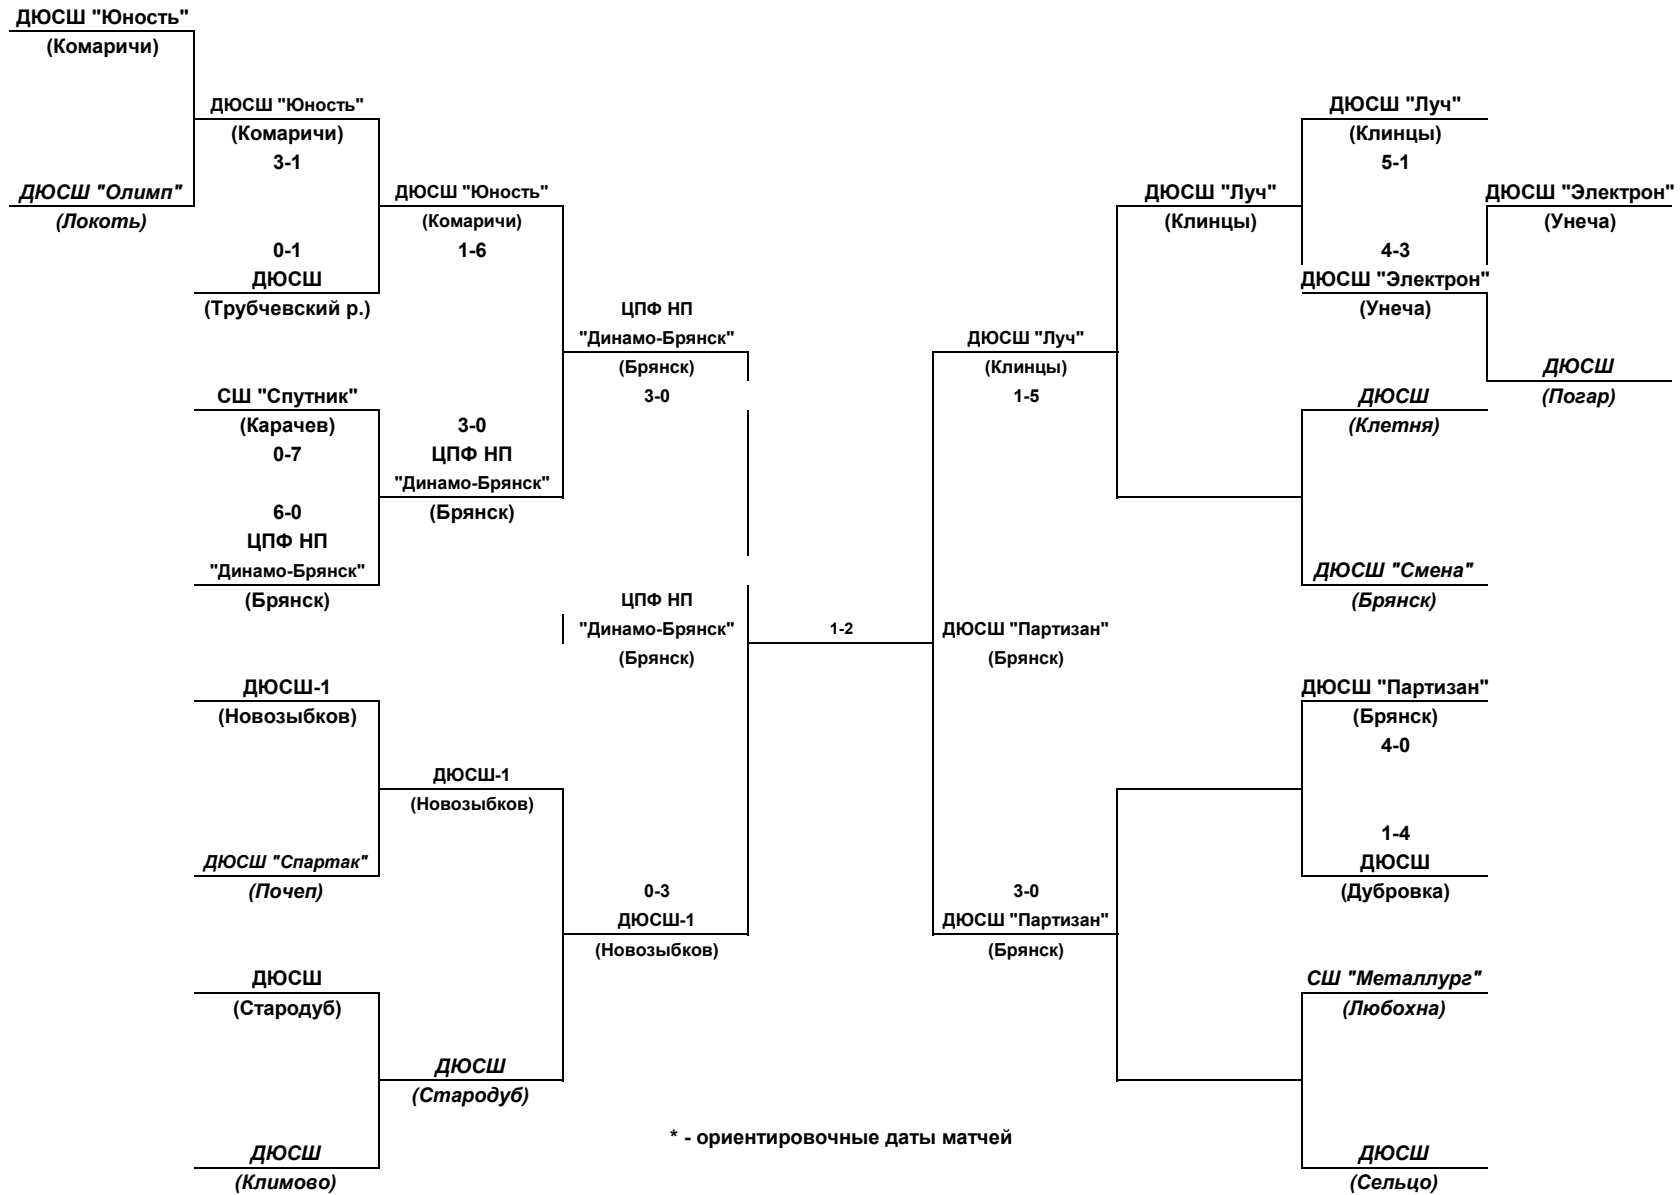 ДЮСШ "Юность"
(Комаричи)
ДЮСШ "Олимп"
(Локоть)
ДЮСШ "Юность"
(Комаричи)
3-1
0-1
ДЮСШ
(Трубчевский р.)
СШ "Спутник"
(Карачев)
0-7
6-0
ЦПФ НП
"Динамо-Брянск"
(Брянск)
ДЮСШ-1
(Новозыбков)
ДЮСШ "Спартак"
(Почеп)
ДЮСШ
(Стародуб)
ДЮСШ
(Климово)
ДЮСШ "Юность"
(Комаричи)
1-6
3-0
ЦПФ НП
"Динамо-Брянск"
(Брянск)
ДЮСШ-1
(Новозыбков)
ДЮСШ
(Стародуб)
ЦПФ НП
"Динамо-Брянск"
(Брянск)
3-0
ЦПФ НП
"Динамо-Брянск"
(Брянск)
0-3
ДЮСШ-1
(Новозыбков)
1-2
ДЮСШ "Луч"
(Клинцы)
1-5
ДЮСШ "Партизан"
(Брянск)
3-0
ДЮСШ "Партизан"
(Брянск)
ДЮСШ "Луч"
(Клинцы)
ДЮСШ "Луч"
(Клинцы)
5-1
4-3
ДЮСШ "Электрон"
(Унеча)
ДЮСШ
(Клетня)
ДЮСШ "Смена"
(Брянск)
ДЮСШ "Партизан"
(Брянск)
4-0
1-4
ДЮСШ
(Дубровка)
СШ "Металлург"
(Любохна)
ДЮСШ
(Сельцо)
ДЮСШ "Электрон"
(Унеча)
ДЮСШ
(Погар)
* - ориентировочные даты матчей